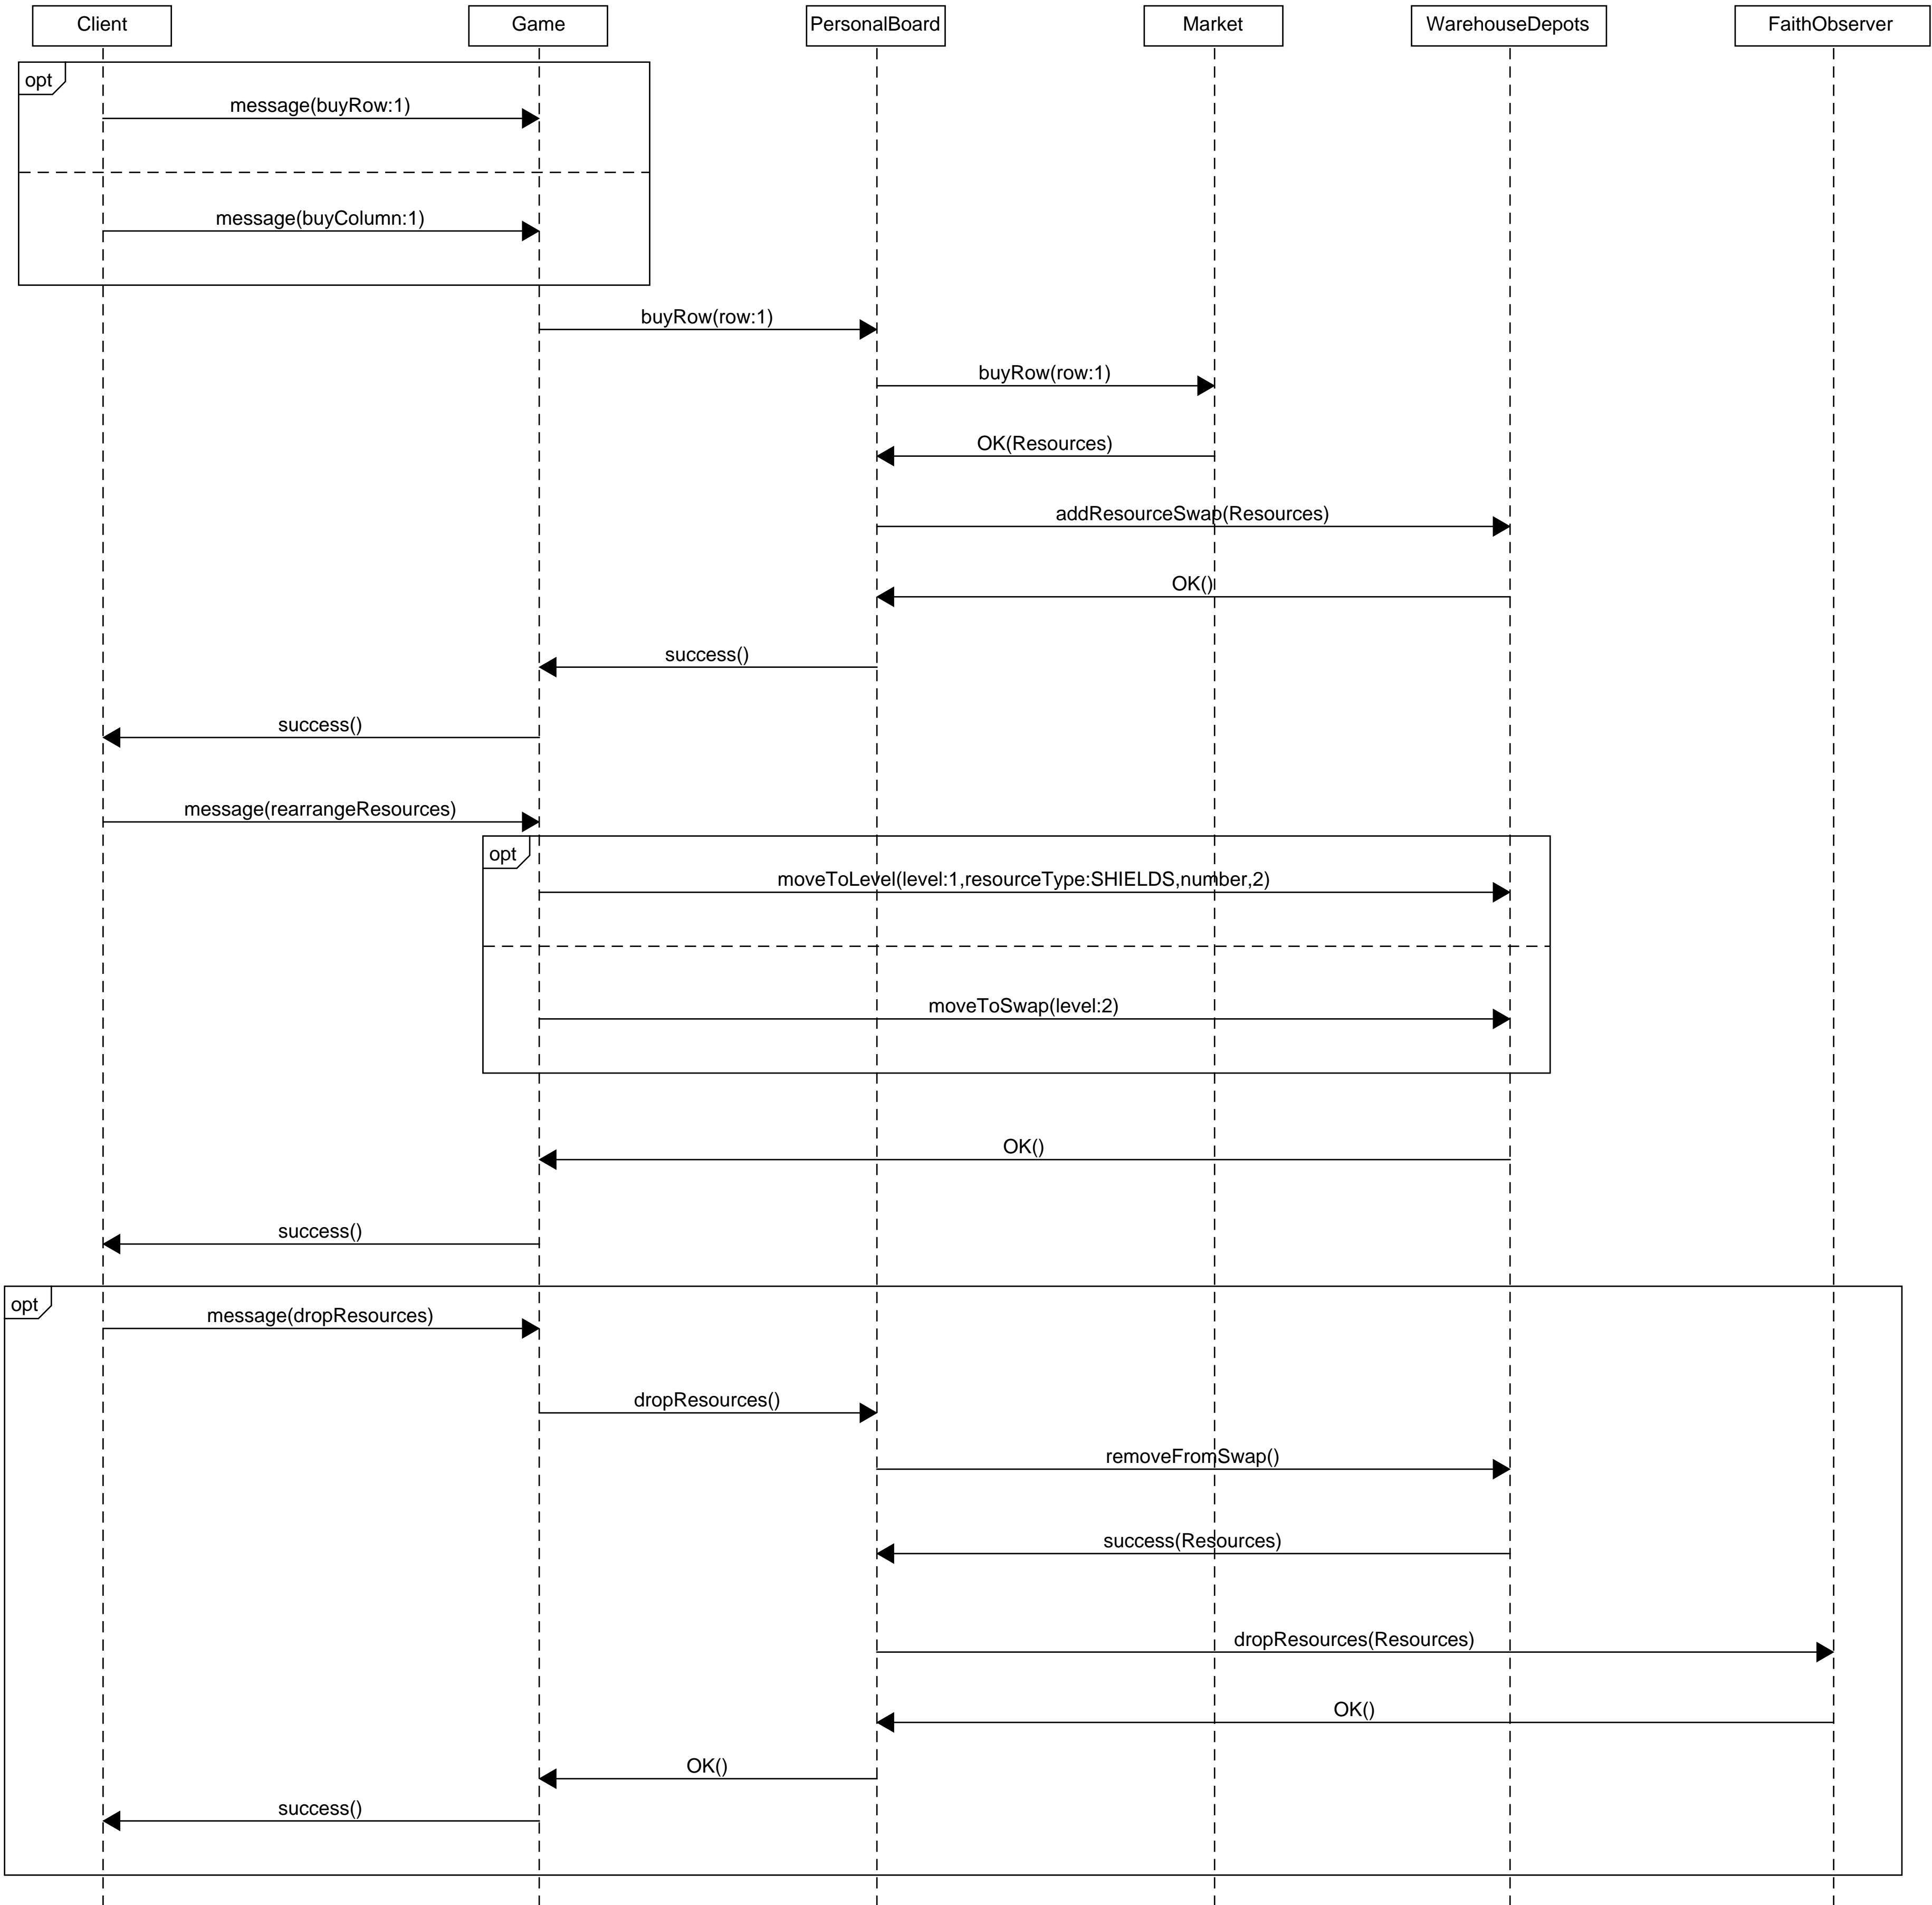 Client
Game
PersonalBoard
Market
WarehouseDepots
FaithObserver
opt
message(buyRow:1)
message(buyColumn:1)
buyRow(row:1)
buyRow(row:1)
OK(Resources)
addResourceSwap(Resources)
OK()
success()
success()
message(rearrangeResources)
opt
moveToLevel(level:1,resourceType:SHIELDS,number,2)
moveToSwap(level:2)
OK()
success()
opt
message(dropResources)
dropResources()
removeFromSwap()
success(Resources)
dropResources(Resources)
OK()
OK()
success()